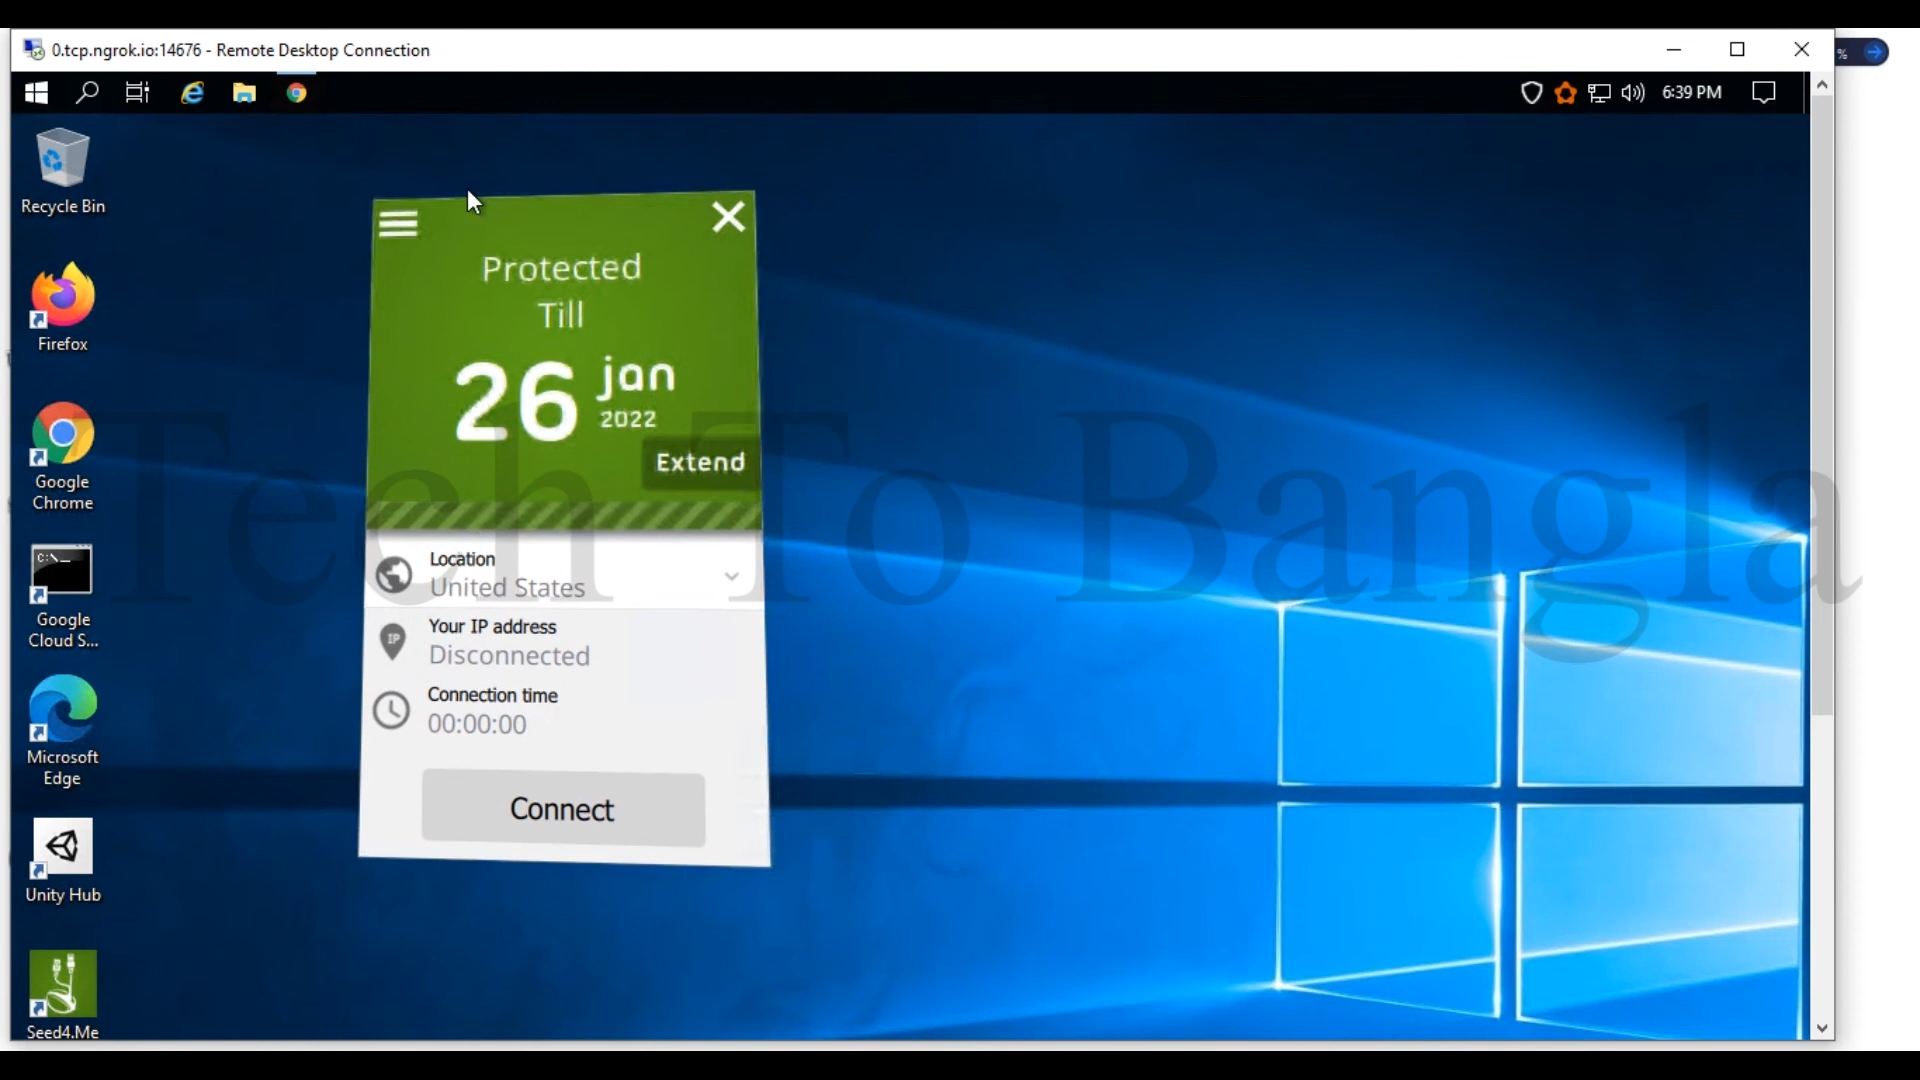 0.tcp.ngrok.io:14676 - Remote Desktop Connection
%
6:39 PM
Recycle Bin
Firefox
Google
Chrome
Google
Cloud S...
Microsoft
Edge
Unity Hub
Seed4.Me
Protected
Till
26 jan
2022
Extend
Location
United States
IP
Your IP address
Disconnected
Connection time
00:00:00
Connect
Tech To Bangla